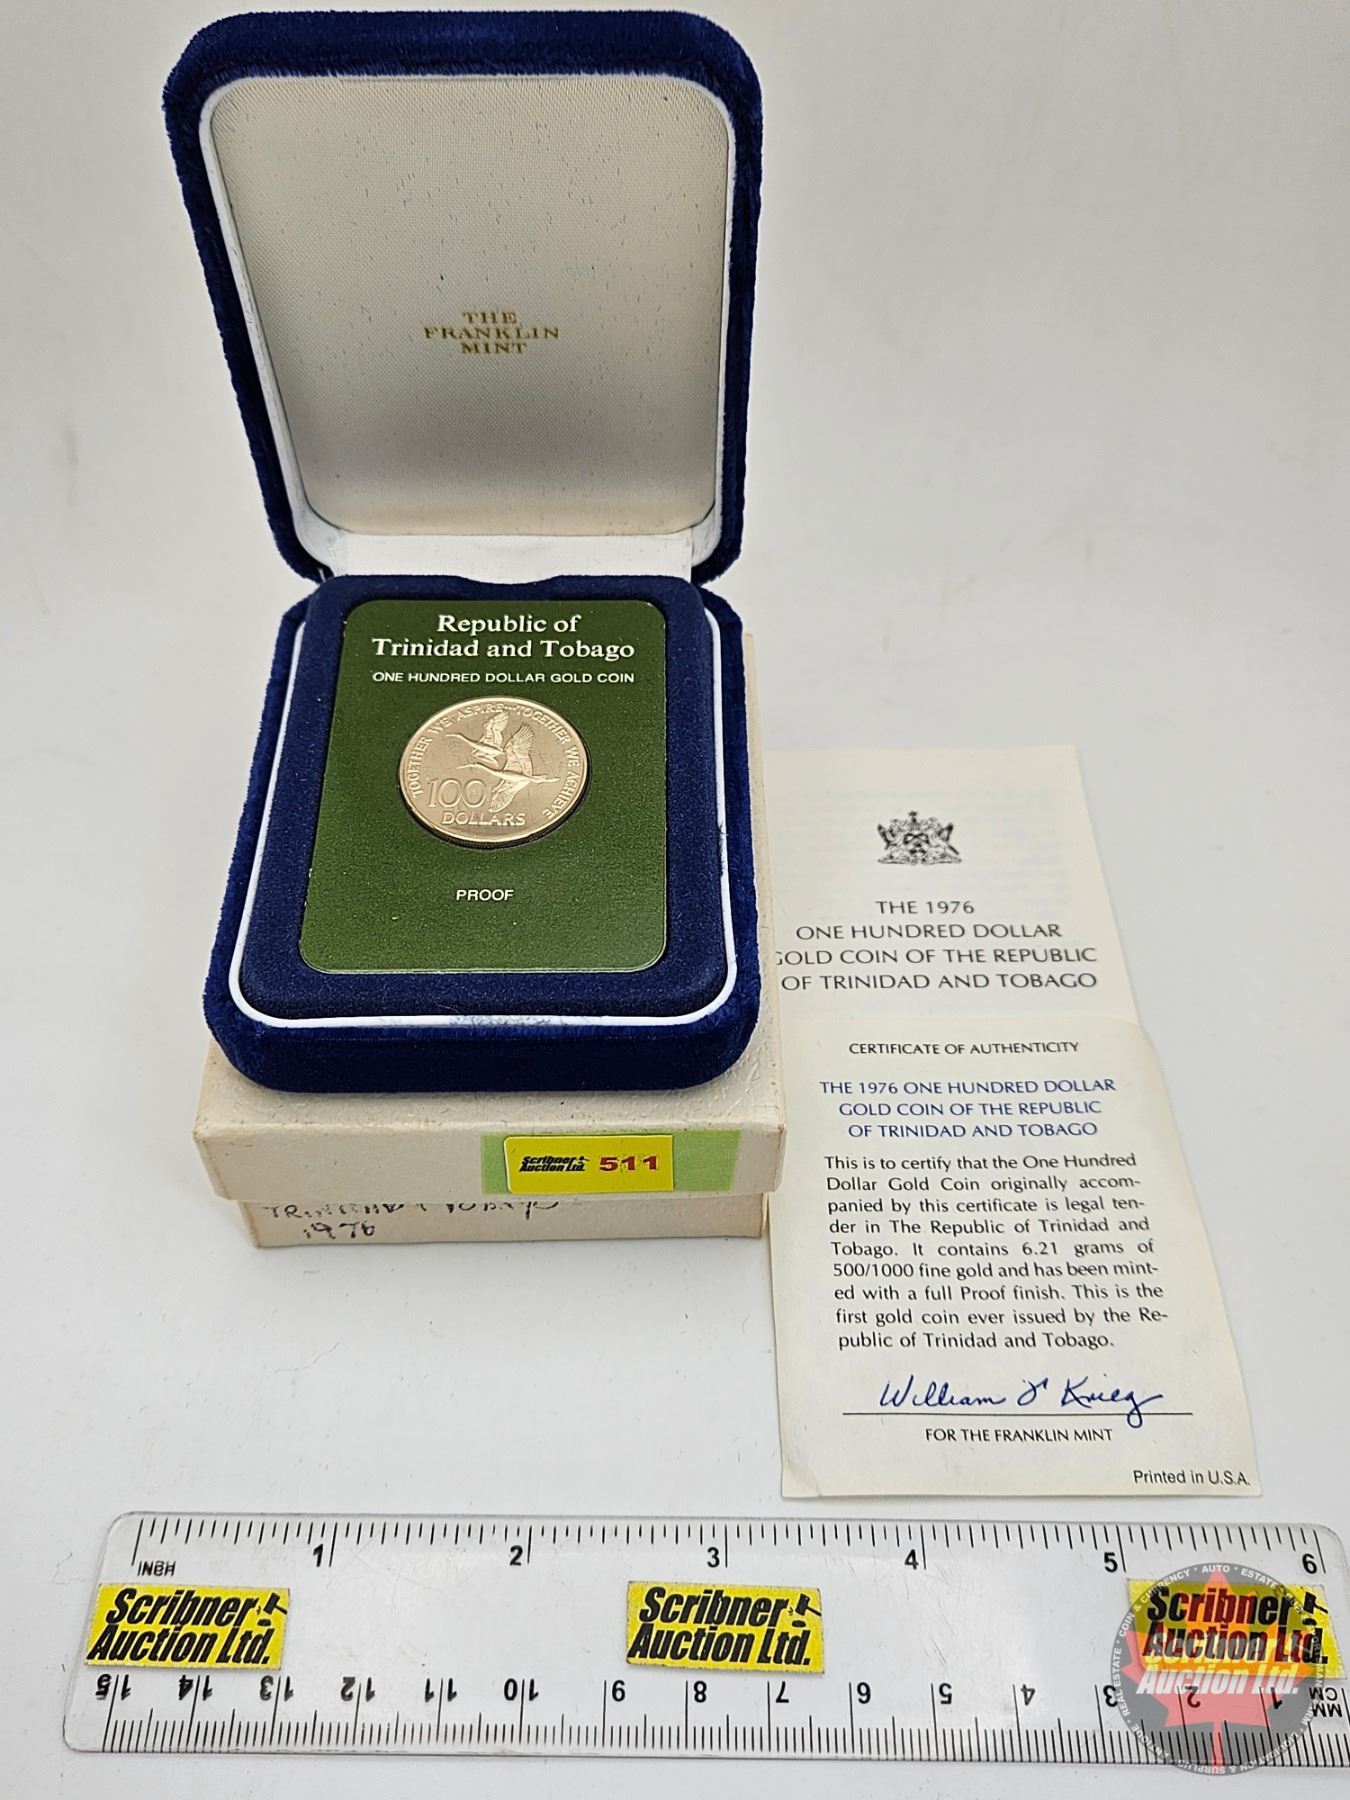 THE
FRANKLIN
MINT
Republic of
Trinidad and Tobago
ONE HUNDRED DOLLAR GOLD COIN
TOGETHER WE ASPIRE TOGETHER WE ACHIEVE
100
DOLLARS
PROOF
THE 1976
ONE HUNDRED DOLLAR
GOLD COIN OF THE REPUBLIC
OF TRINIDAD AND TOBAGO
CERTIFICATE OF AUTHENTICITY
THE 1976 ONE HUNDRED DOLLAR
GOLD COIN OF THE REPUBLIC
OF TRINIDAD AND TOBAGO
This is to certify that the One Hundred
Dollar Gold Coin originally accom-
panied by this certificate is legal ten-
der in The Republic of Trinidad and
Tobago. It contains 6.21 grams of
500/1000 fine gold and has been mint-
ed with a full Proof finish. This is the
first gold coin ever issued by the Re-
public of Trinidad and Tobago.
William J Krieg
FOR THE FRANKLIN MINT
Printed in U.S.A.
Scribner
Auction Ltd. 511
1976
1 2 3 4 5 6
INCH
Scribner
Auction Ltd.
Scribner
Auction Ltd.
Scribner
Auction Ltd.
15 14 13 12 11 10 9 8 7 6 5 4 3 2 1
MM
CM
Scribner
Auction Ltd.